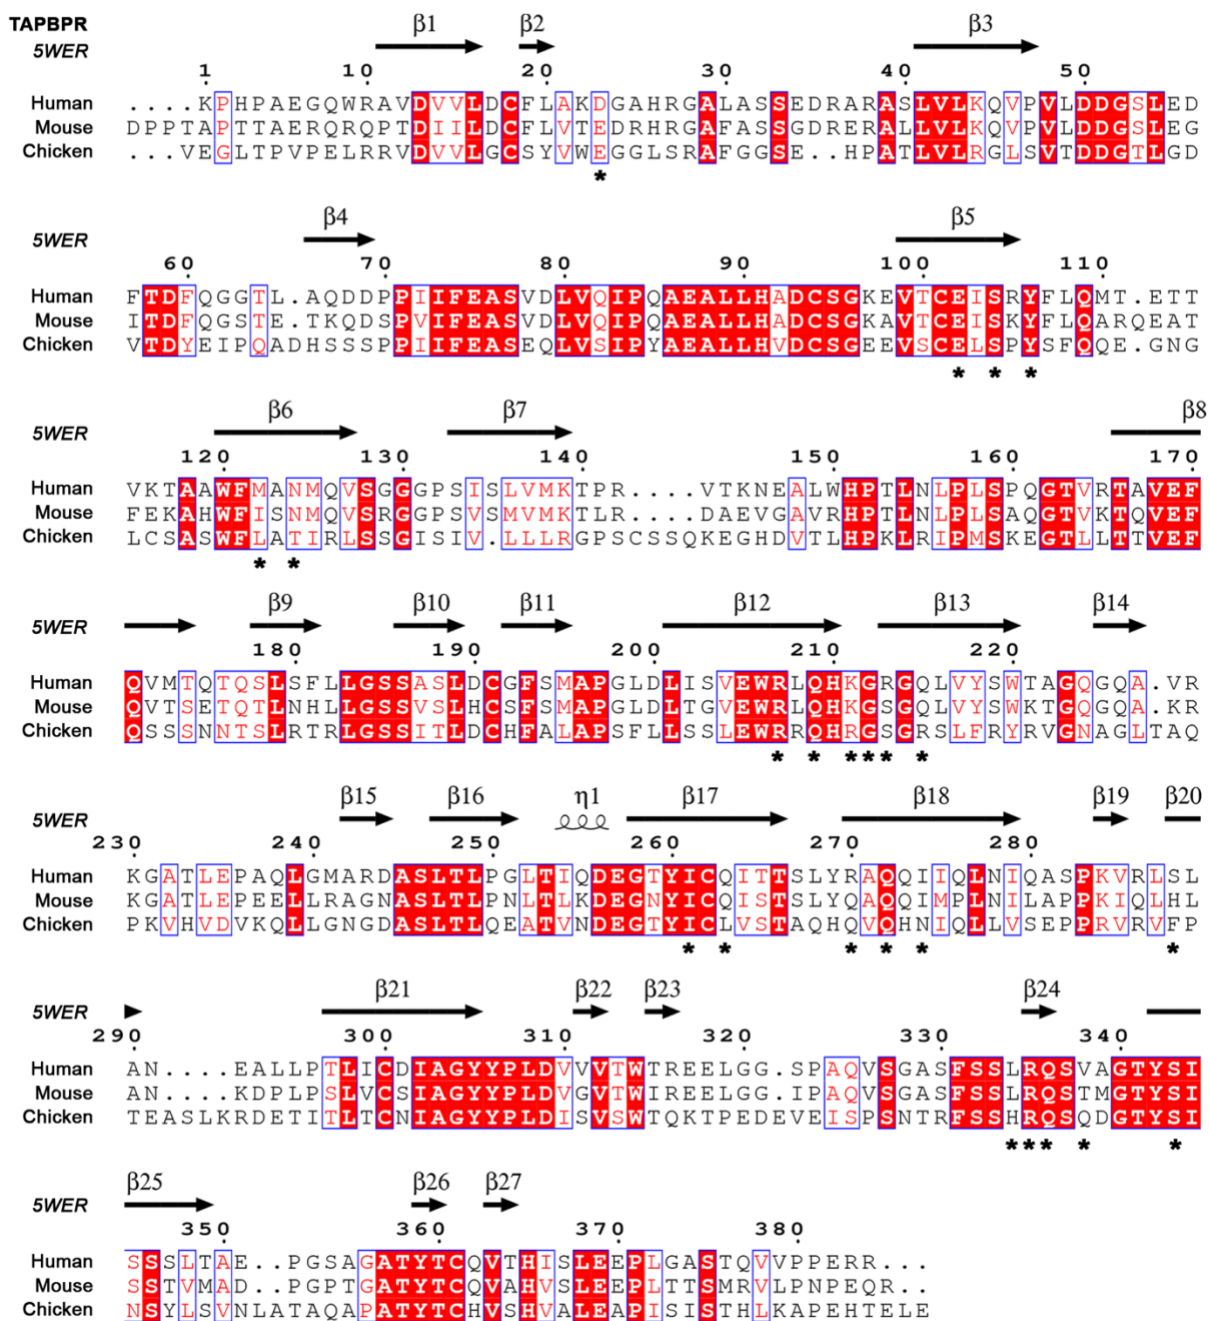 TAPBPR
β1 β2 β3
5WER
1 10 20 30 40 50
Human ....KPHPAEGQWRAVDVVLDCFLAKDGAHRGALASSEDRARASLVLKQVPVLDDGSLED
Mouse DPPTAPTTAERQRQPTDIILDCFLVTEDRHRGAFASSGDRERALLVLKQVPVLDDGSLEG
Chicken ...VEGLTPVPELRRVDVVLGCSYVWEGGLSRAFGGSE..HPATLVLRGLSVTDDGTLGD
*
β4 β5
5WER
60 70 80 90 100 110
Human FTDFQGGTL.AQDDPPIIFEASVDLVQIPQAEALLHADCSGKEVTCEISRYFLQMT.ETT
Mouse ITDFQGSTE.TKQDSPVIFEASVDLVQIPQAEALLHADCSGKAVTCEISKYFLQARQEAT
Chicken VTDYEIPQADHSSSPPIIFEASEQLVSIPYAEALLHVDCSGEEVSCELSPYSFQQE.GNG
* * *
β6 β7 β8
5WER
120 130 140 150 160 170
Human VKTAAWFMANMQVSGGGPSISLVMKTPR....VTKNEALWHPTLNLPLSPQGTVRTAVEF
Mouse FEKAHWFISNMQVSRGGPSVSMVMKTLR....DAEVGAVRHPTLNLPLSAQGTVKTQVEF
Chicken LCSASWFLATIRLSSGISIV.LLLRGPSCSSQKEGHDVTLHPKLRIPMSKEGTLLTTVEF
* *
β9 β10 β11 β12 β13 β14
5WER
180 190 200 210 220
Human QVMTQTQSLSFLLGSSASLDCGFSMAPGLDLISVEWRLQHKGRGQLVYSWTAGQGQA.VR
Mouse QVTSETQTLNHLLGSSVSLHCSFSMAPGLDLTGVEWRLQHKGSGQLVYSWKTGQGQA.KR
Chicken QSSSNNTSLRTRLGSSITLDCHFALAPSFLLSSLEWRRQHRGSGRSLFRYRVGNAGLTAQ
* * *** *
β15 β16 η1 β17 β18 β19 β20
5WER
230 240 250 260 270 280
Human KGATLEPAQLGMARDASLTLPGLTIQDEGTYICQITTSLYRAQQIIQLNIQASPKVRLSL
Mouse KGATLEPEELLRAGNASLTLPNLTLKDEGNYICQISTSLYQAQQIMPLNILAPPKIQLHL
Chicken PKVHVDVKQLLGNGDASLTLQEATVNDEGTYICLVSTAQHQVQHNIQLLVSEPPRVRVFP
* * * * * *
β21 β22 β23 β24
5WER
290 300 310 320 330 340
Human AN....EALLPTLICDIAGYYPLDVVVTWTREELGG.SPAQVSGASFSSLRQSVAGTYSI
Mouse AN....KDPLPSLVCSIAGYYPLDVGVTWIREELGG.IPAQVSGASFSSLRQSTMGTYSI
Chicken TEASLKRDETITLTCNIAGYYPLDISVSWTQKTPEDEVEISPSNTRFSSHRQSQDGTYSI
*** * *
β25 β26 β27
5WER
350 360 370 380
Human SSSLTAE..PGSAGATYTCQVTHISLEEPLGASTQVVPPERR...
Mouse SSTVMAD..PGPTGATYTCQVAHVSLEEPLTTSMRVLPNPEQR..
Chicken NSYLSVNLATAQAPATYTCHVSHVALEAPISISTHLKAPEHTELE